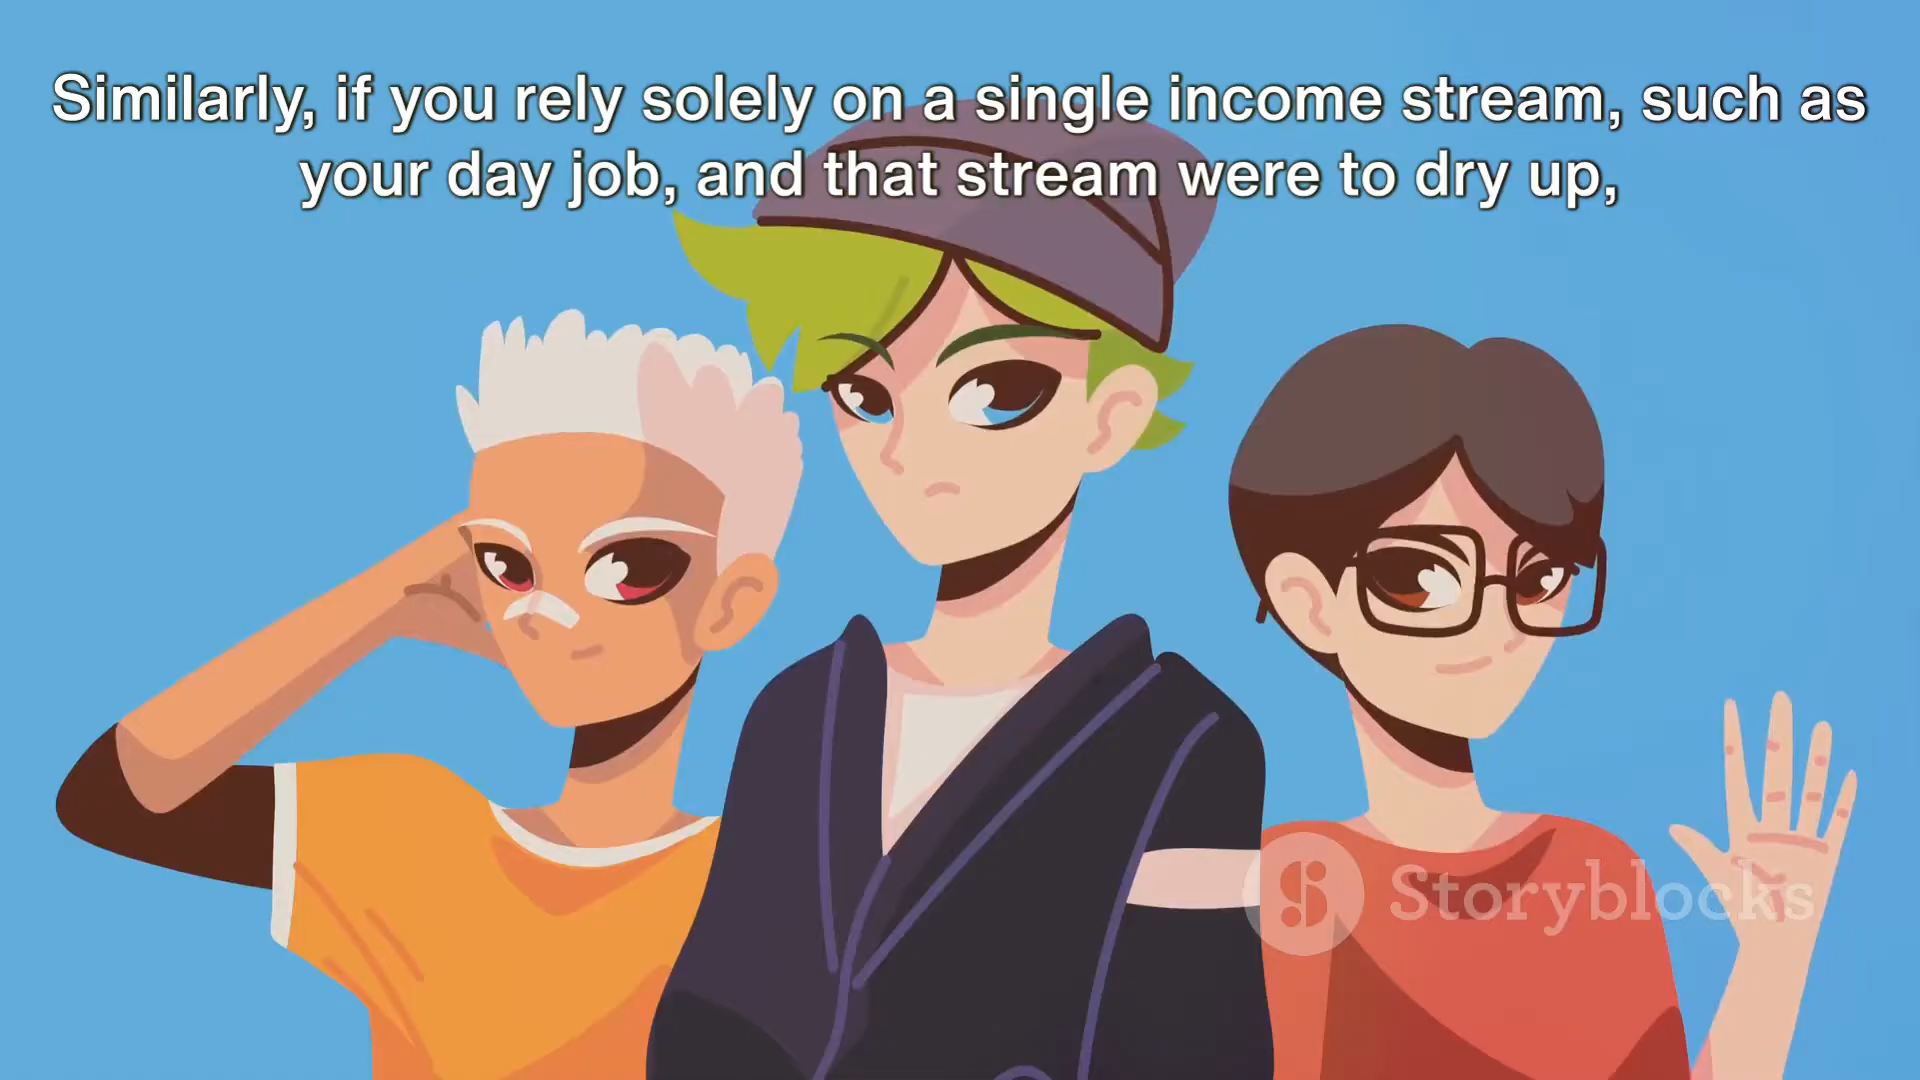 Similarly, if you rely solely on a single income stream, such as
your day job, and that stream were to dry up,
Storyblocks